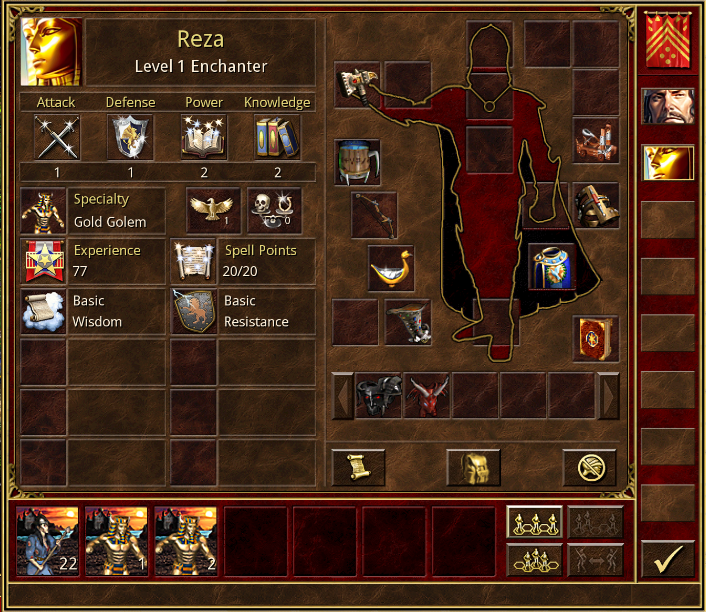 Reza
Level 1 Enchanter
Attack Defense Power Knowledge
1 1 2 2
Specialty
Gold Golem
1 0
Experience
77
Spell Points
20/20
Basic
Wisdom
Basic
Resistance
22 1 2